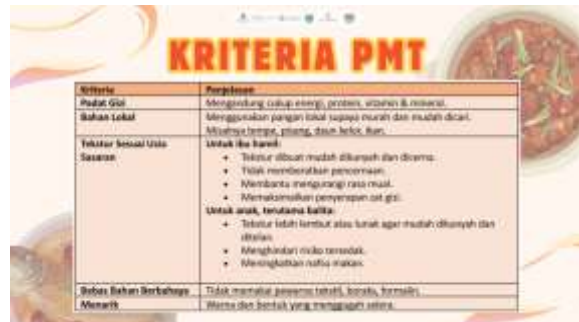 KRITERIA PMT
Kriteria Penjelasan
Padat Gizi Mengandung cukup energi, protein, vitamin & mineral.
Bahan Lokal Menggunakan pangan lokal supaya murah dan mudah dicari.
Misalnya tempe, pisang, daun kelor, ikan.
Tekstur Sesuai Usia Untuk ibu hamil:
Sasaran • Tekstur dibuat mudah dikunyah dan dicerna.
• Tidak memberatkan pencernaan.
• Membantu mengurangi rasa mual.
• Memaksimalkan penyerapan zat gizi.
Untuk anak, terutama balita:
• Tekstur lebih lembut atau lunak agar mudah dikunyah dan
ditelan.
• Menghindari risiko tersedak.
• Meningkatkan nafsu makan.
Bebas Bahan Berbahaya Tidak memakai pewarna tekstil, boraks, formalin.
Menarik Warna dan bentuk yang menggugah selera.